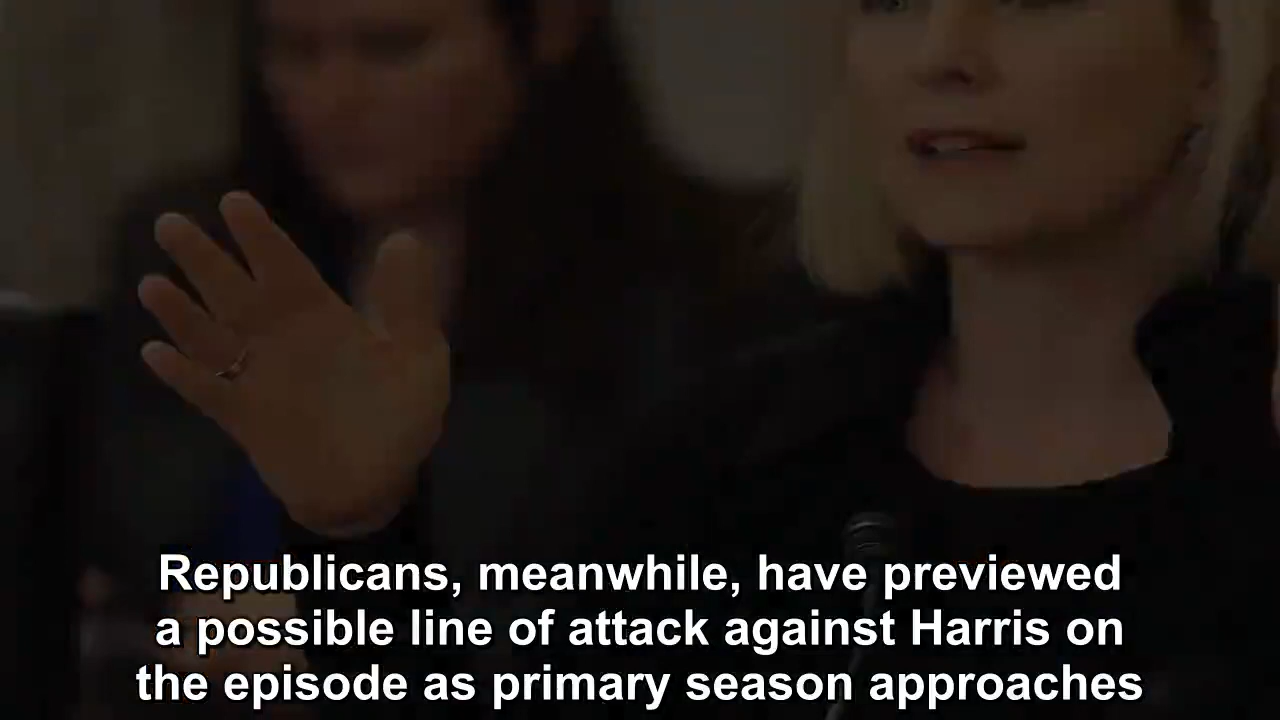 Republicans, meanwhile, have previewed
a possible line of attack against Harris on
the episode as primary season approaches